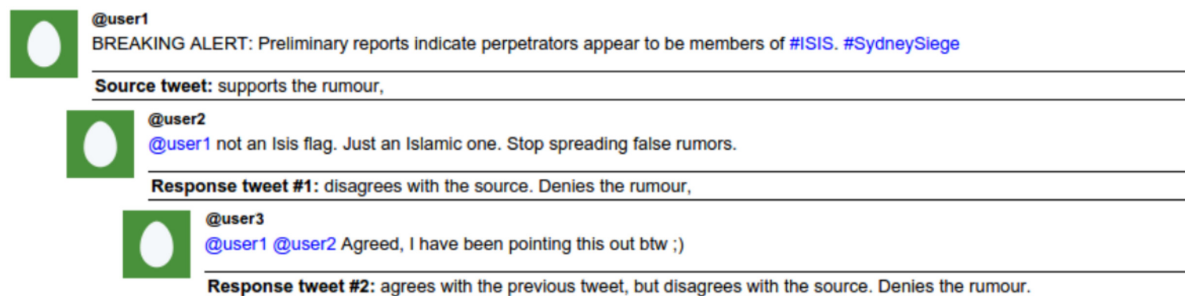 @user1
BREAKING ALERT: Preliminary reports indicate perpetrators appear to be members of #ISIS. #SydneySiege
Source tweet: supports the rumour,
@user2
@user1 not an Isis flag. Just an Islamic one. Stop spreading false rumors.
Response tweet #1: disagrees with the source. Denies the rumour,
@user3
@user1 @user2 Agreed, I have been pointing this out btw ;)
Response tweet #2: agrees with the previous tweet, but disagrees with the source. Denies the rumour.